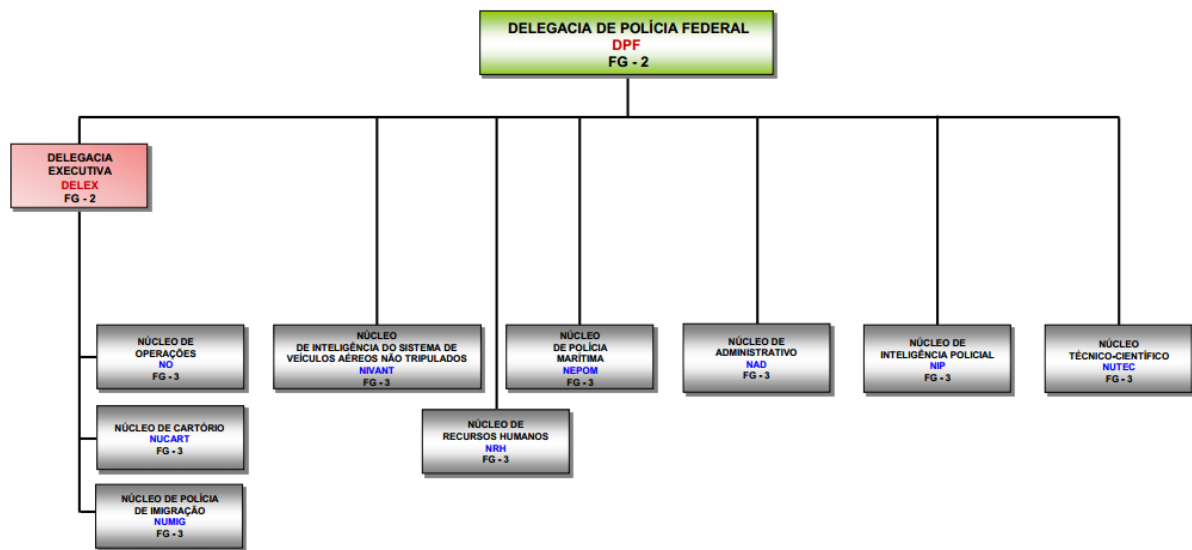 DELEGACIA DE POLÍCIA FEDERAL
DPF
FG - 2
DELEGACIA
EXECUTIVA
DELEX
FG - 2
NÚCLEO DE
OPERAÇÕES
NO
FG - 3
NÚCLEO DE CARTÓRIO
NUCART
FG - 3
NÚCLEO DE POLÍCIA
DE IMIGRAÇÃO
NUMIG
FG - 3
NÚCLEO
DE INTELIGÊNCIA DO SISTEMA DE
VEÍCULOS AÉREOS NÃO TRIPULADOS
NIVANT
FG - 3
NÚCLEO DE
RECURSOS HUMANOS
NRH
FG - 3
NÚCLEO
DE POLÍCIA
MARÍTIMA
NEPOM
FG - 3
NÚCLEO DE
ADMINISTRATIVO
NAD
FG - 3
NÚCLEO DE
INTELIGÊNCIA POLICIAL
NIP
FG - 3
NÚCLEO
TÉCNICO-CIENTÍFICO
NUTEC
FG - 3